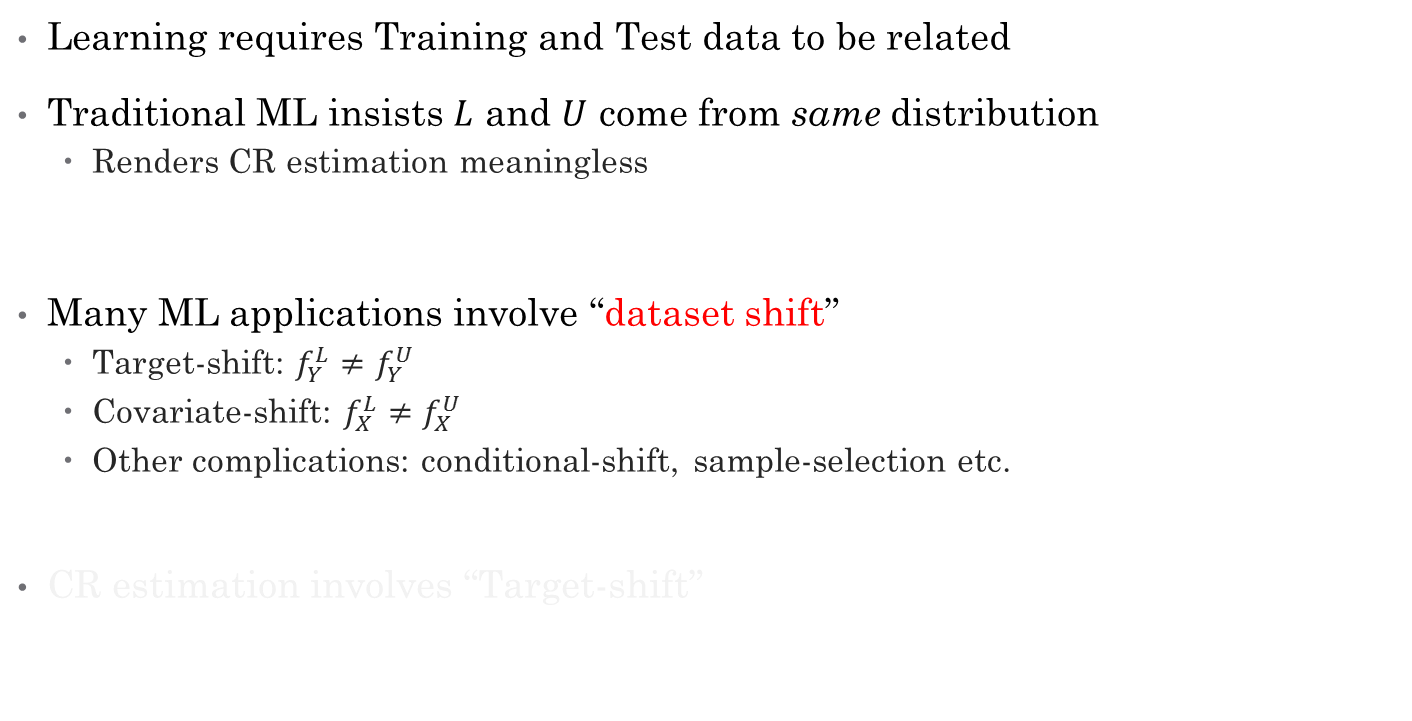 • Learning requires Training and Test data to be related
• Traditional ML insists L and U come from same distribution
• Renders CR estimation meaningless
• Many ML applications involve “dataset shift”
• Target-shift: f_Y^L ≠ f_Y^U
• Covariate-shift: f_X^L ≠ f_X^U
• Other complications: conditional-shift, sample-selection etc.
• CR estimation involves “Target-shift”